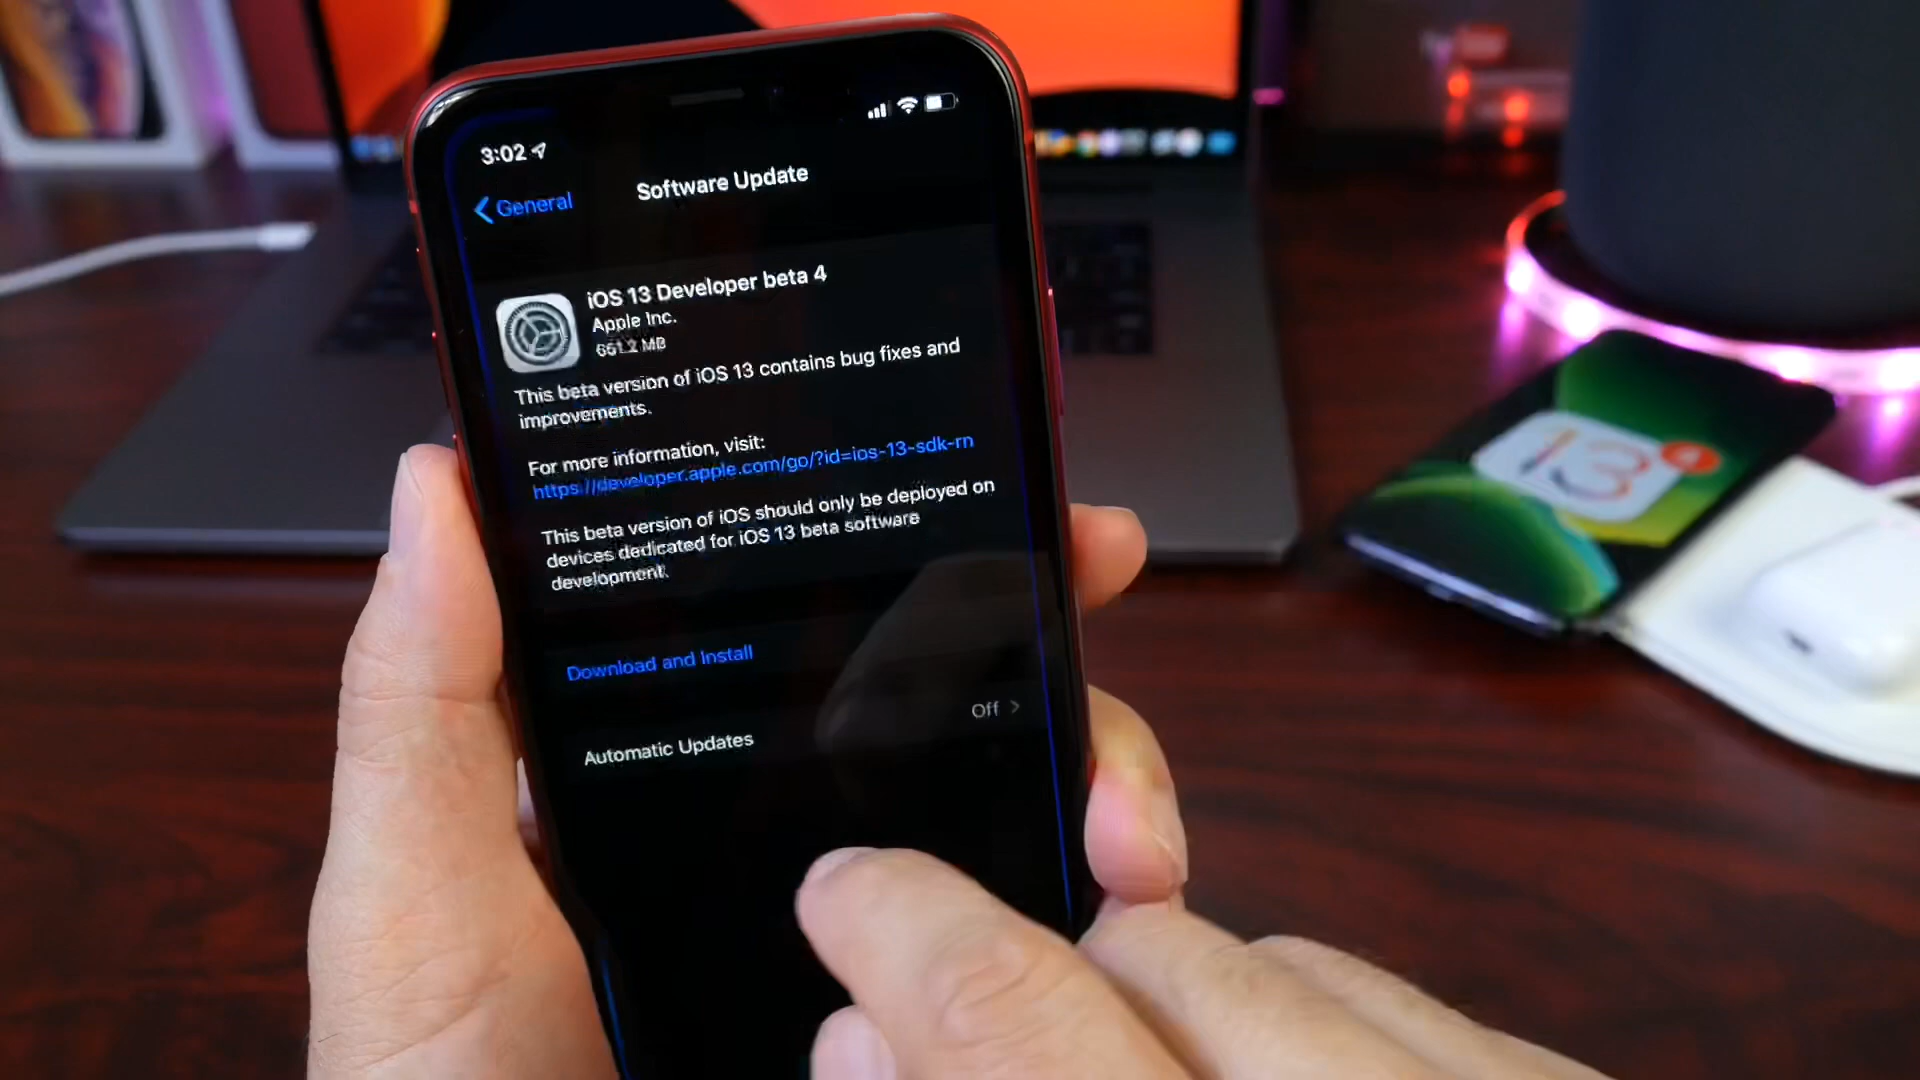 3:02
General
Software Update
iOS 13 Developer beta 4
Apple Inc.
661.2 MB
This beta version of iOS 13 contains bug fixes and
improvements.
For more information, visit:
https://developer.apple.com/go/?id=ios-13-sdk-rn
This beta version of iOS should only be deployed on
devices dedicated for iOS 13 beta software
development.
Download and Install
Automatic Updates
Off
13
4